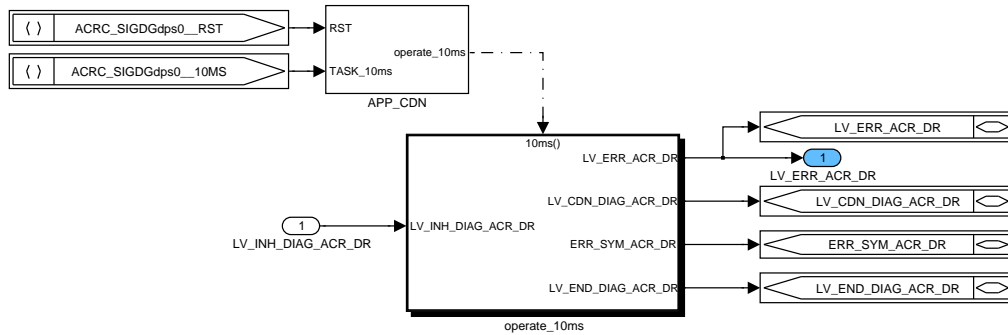 ⟨ ⟩ ACRC_SIGDGdps0__RST
RST
operate_10ms
⟨ ⟩ ACRC_SIGDGdps0__10MS
TASK_10ms
APP_CDN
10ms()
LV_ERR_ACR_DR
LV_ERR_ACR_DR
1
LV_ERR_ACR_DR
LV_CDN_DIAG_ACR_DR
LV_CDN_DIAG_ACR_DR
1
LV_INH_DIAG_ACR_DR
LV_INH_DIAG_ACR_DR
ERR_SYM_ACR_DR
ERR_SYM_ACR_DR
LV_END_DIAG_ACR_DR
LV_END_DIAG_ACR_DR
operate_10ms